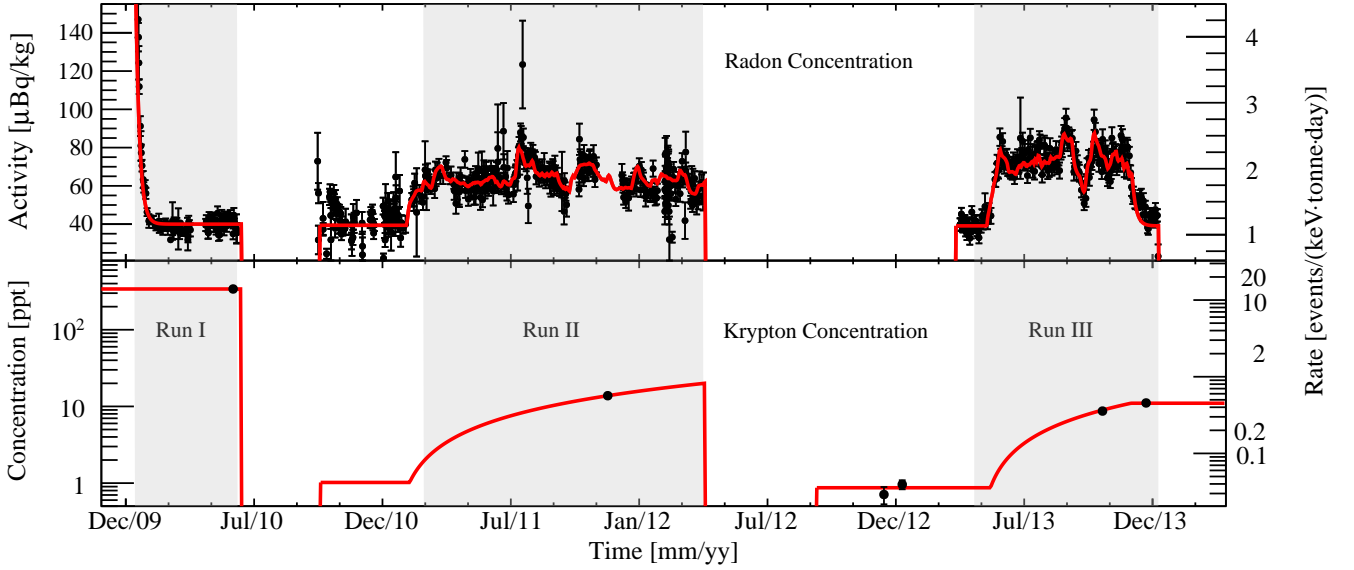 Activity [μBq/kg]
140
120
100
80
60
40
Radon Concentration
4
3
2
1
Rate [events/(keV·tonne·day)]
Concentration [ppt]
10²
10
1
Run I
Run II
Krypton Concentration
Run III
20
10
2
0.2
0.1
Dec/09
Jul/10
Dec/10
Jul/11
Jan/12
Jul/12
Dec/12
Jul/13
Dec/13
Time [mm/yy]